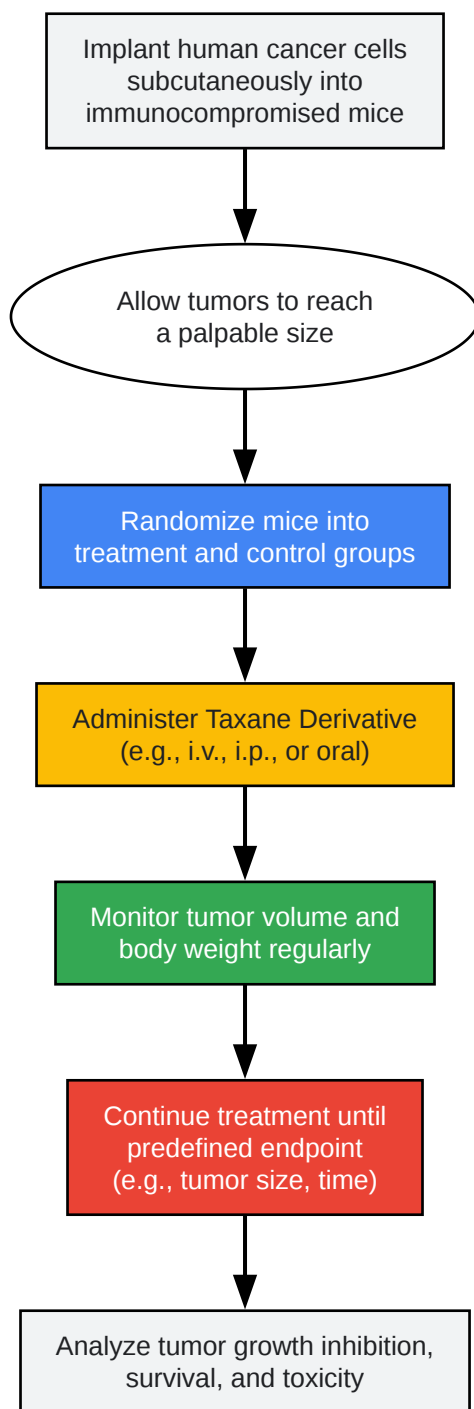 Implant human cancer cells
subcutaneously into
immunocompromised mice
Allow tumors to reach
a palpable size
Randomize mice into
treatment and control groups
Administer Taxane Derivative
(e.g., i.v., i.p., or oral)
Monitor tumor volume and
body weight regularly
Continue treatment until
predefined endpoint
(e.g., tumor size, time)
Analyze tumor growth inhibition,
survival, and toxicity